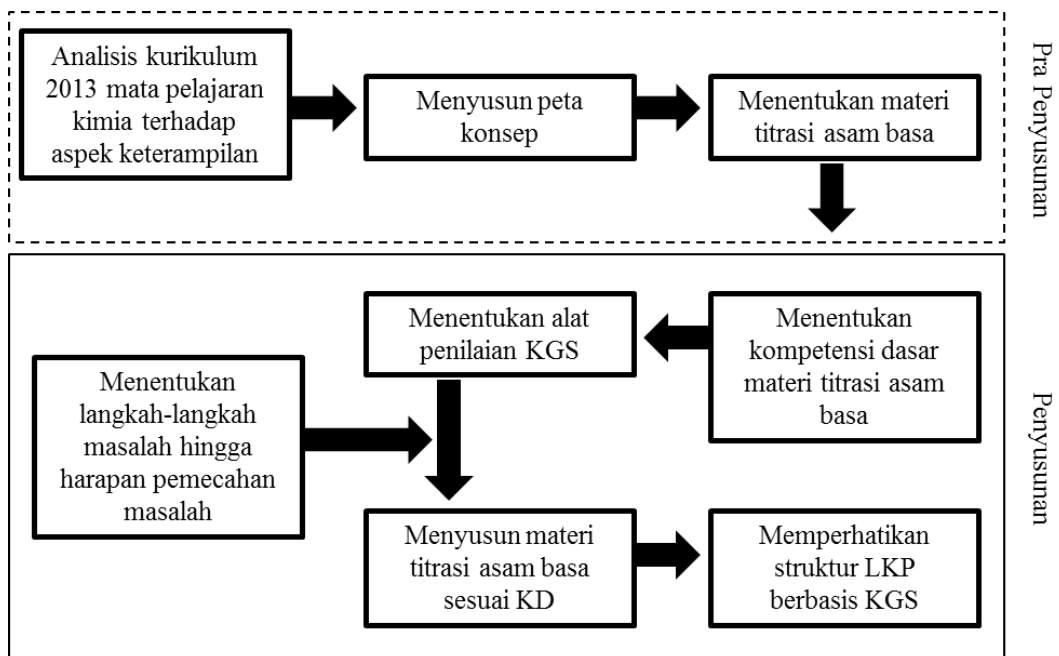 Analisis kurikulum
2013 mata pelajaran
kimia terhadap
aspek keterampilan
Menyusun peta
konsep
Menentukan materi
titrasi asam basa
Pra Penyusunan
Menentukan alat
penilaian KGS
Menentukan
kompetensi dasar
materi titrasi asam
basa
Menentukan
langkah-langkah
masalah hingga
harapan pemecahan
masalah
Menyusun materi
titrasi asam basa
sesuai KD
Memperhatikan
struktur LKP
berbasis KGS
Penyusunan